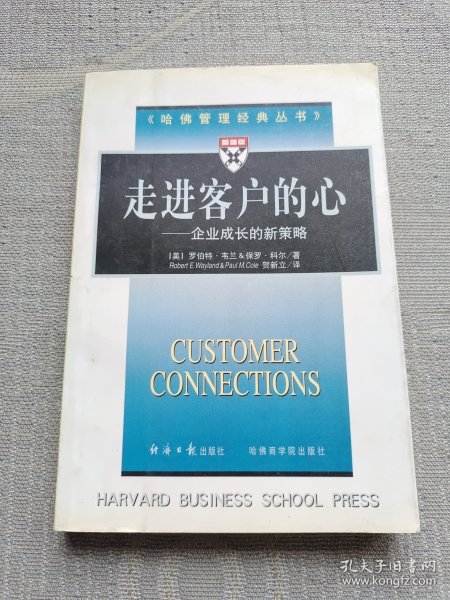 《哈佛管理经典丛书》
走进客户的心
——企业成长的新策略
［美］罗伯特·韦兰&保罗·科尔/著
Robert E.Wayland & Paul M.Cole 贺新立/译
CUSTOMER
CONNECTIONS
经济日报出版社 哈佛商学院出版社
HARVARD BUSINESS SCHOOL PRESS
孔夫子旧书网
www.kongfz.com